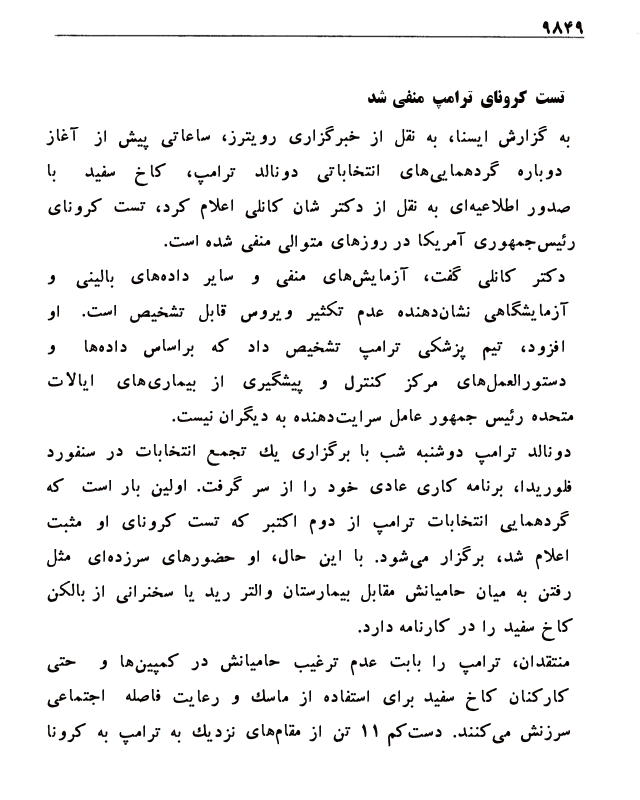 ۹۸۴۹
تست کرونای ترامپ منفی شد
به گزارش ایسنا، به نقل از خبرگزاری رویترز، ساعاتی پیش از آغاز
دوباره گردهمایی‌های انتخاباتی دونالد ترامپ، کاخ سفید با
صدور اطلاعیه‌ای به نقل از دکتر شان کانلی اعلام کرد، تست کرونای
رئیس‌جمهوری آمریکا در روزهای متوالی منفی شده است.
دکتر کانلی گفت، آزمایش‌های منفی و سایر داده‌های بالینی و
آزمایشگاهی نشان‌دهنده عدم تکثیر ویروس قابل تشخیص است. او
افزود، تیم پزشکی ترامپ تشخیص داد که براساس داده‌ها و
دستورالعمل‌های مرکز کنترل و پیشگیری از بیماری‌های ایالات
متحده رئیس جمهور عامل سرایت‌دهنده به دیگران نیست.
دونالد ترامپ دوشنبه شب با برگزاری یك تجمع انتخابات در سنفورد
فلوریدا، برنامه کاری عادی خود را از سر گرفت. اولین بار است که
گردهمایی انتخابات ترامپ از دوم اکتبر که تست کرونای او مثبت
اعلام شد، برگزار می‌شود. با این حال، او حضورهای سرزده‌ای مثل
رفتن به میان حامیانش مقابل بیمارستان والتر رید یا سخنرانی از بالکن
کاخ سفید را در کارنامه دارد.
منتقدان، ترامپ را بابت عدم ترغیب حامیانش در کمپین‌ها و حتی
کارکنان کاخ سفید برای استفاده از ماسك و رعایت فاصله اجتماعی
سرزنش می‌کنند. دست‌کم ۱۱ تن از مقام‌های نزدیك به ترامپ به کرونا